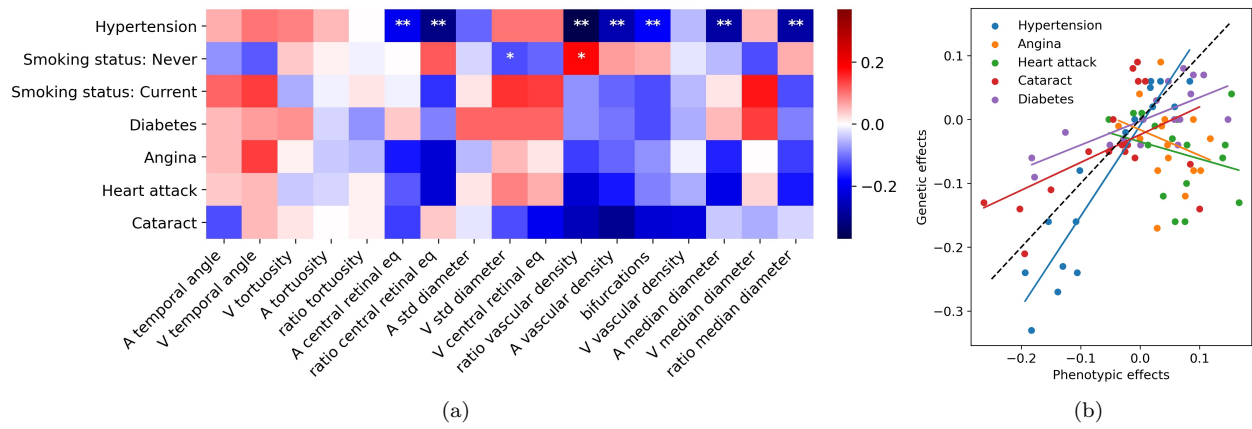 Hypertension
Smoking status: Never
Smoking status: Current
Diabetes
Angina
Heart attack
Cataract
** ** ** ** ** ** **
* *
A temporal angle
V temporal angle
V tortuosity
A tortuosity
ratio tortuosity
A central retinal eq
ratio central retinal eq
A std diameter
V std diameter
V central retinal eq
ratio vascular density
A vascular density
bifurcations
V vascular density
A median diameter
V median diameter
ratio median diameter
0.2
0.0
−0.2
(a)
Hypertension
Angina
Heart attack
Cataract
Diabetes
Genetic effects
0.1
0.0
−0.1
−0.2
−0.3
−0.2 −0.1 0.0 0.1
Phenotypic effects
(b)